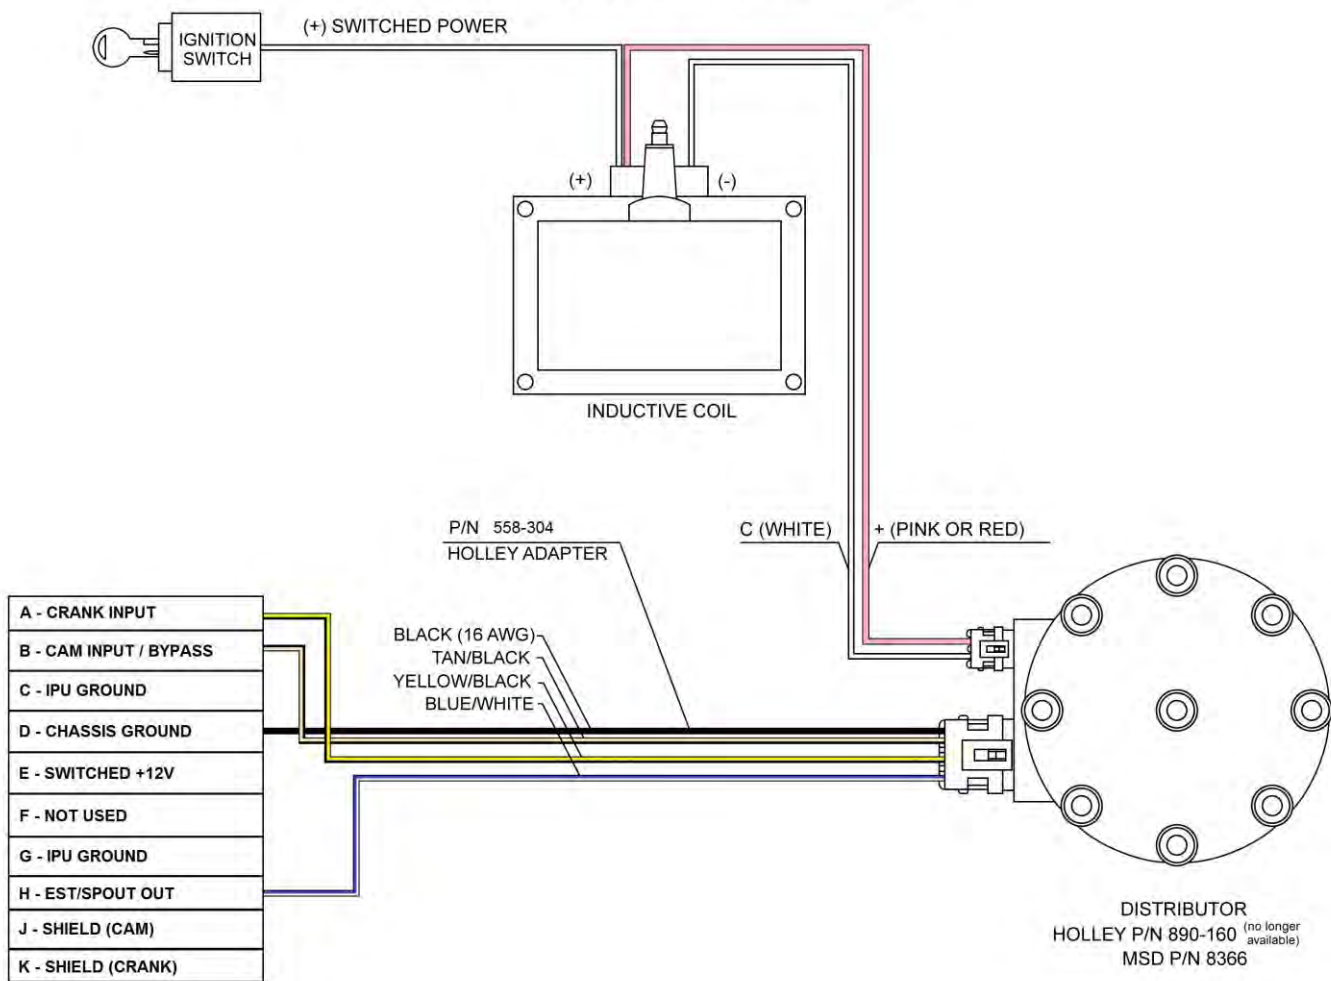 (+) SWITCHED POWER
IGNITION
SWITCH
(+)
(-)
INDUCTIVE COIL
P/N 558-304
HOLLEY ADAPTER
C (WHITE)
+ (PINK OR RED)
BLACK (16 AWG)
TAN/BLACK
YELLOW/BLACK
BLUE/WHITE
A - CRANK INPUT
B - CAM INPUT / BYPASS
C - IPU GROUND
D - CHASSIS GROUND
E - SWITCHED +12V
F - NOT USED
G - IPU GROUND
H - EST/SPOUT OUT
J - SHIELD (CAM)
K - SHIELD (CRANK)
DISTRIBUTOR
HOLLEY P/N 890-160 (no longer
available)
MSD P/N 8366